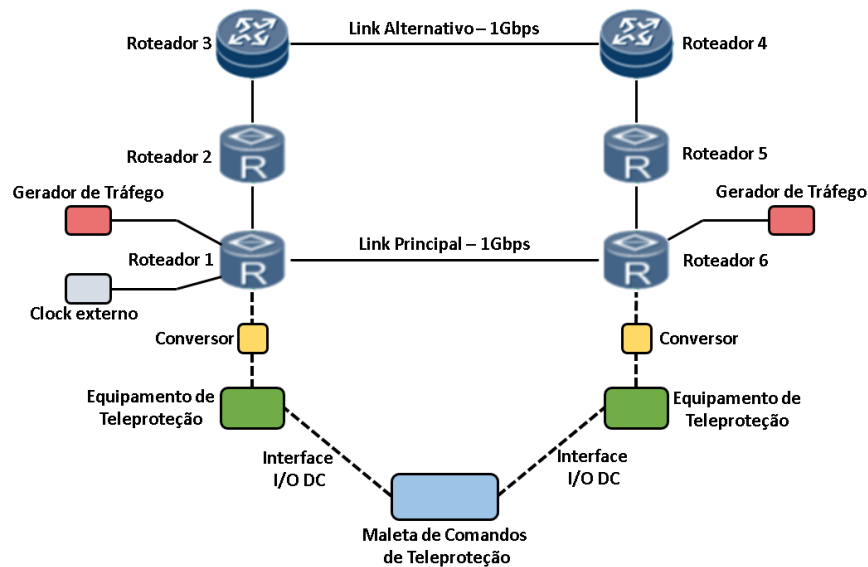 Link Alternativo – 1Gbps
Roteador 3
Roteador 4
Roteador 2
R
R
Roteador 5
Gerador de Tráfego
Gerador de Tráfego
Link Principal – 1Gbps
Roteador 1
R
R
Roteador 6
Clock externo
Conversor
Conversor
Equipamento de
Teleproteção
Equipamento de
Teleproteção
Interface
I/O DC
Interface
I/O DC
Maleta de Comandos
de Teleproteção